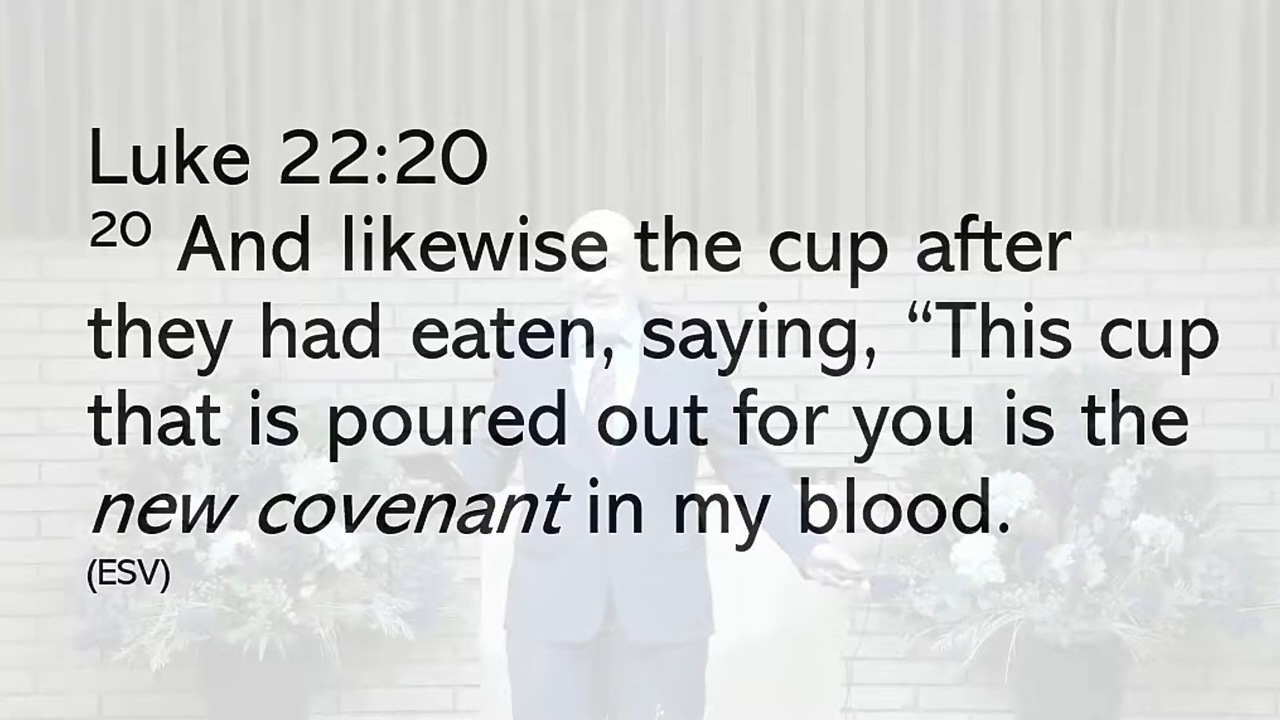 Luke 22:20
20 And likewise the cup after
they had eaten, saying, “This cup
that is poured out for you is the
new covenant in my blood.
(ESV)